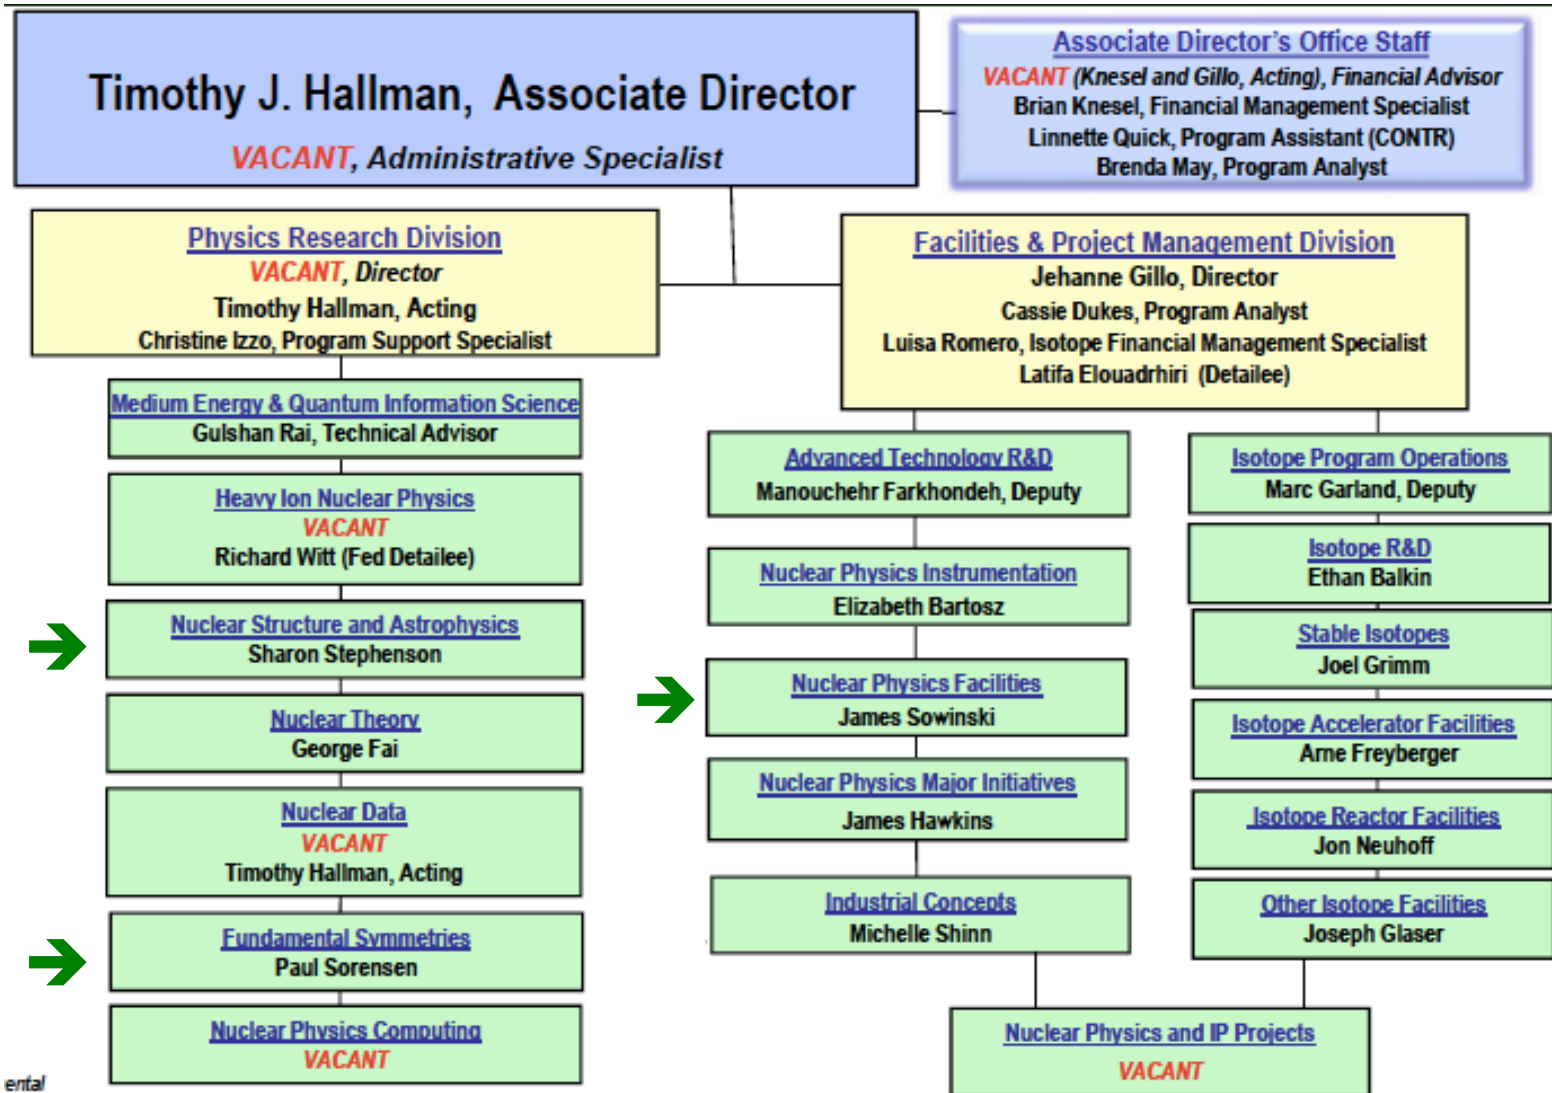 Timothy J. Hallman, Associate Director
VACANT, Administrative Specialist
Associate Director's Office Staff
VACANT (Knesel and Gillo, Acting), Financial Advisor
Brian Knesel, Financial Management Specialist
Linnette Quick, Program Assistant (CONTR)
Brenda May, Program Analyst
Physics Research Division
VACANT, Director
Timothy Hallman, Acting
Christine Izzo, Program Support Specialist
Facilities & Project Management Division
Jehanne Gillo, Director
Cassie Dukes, Program Analyst
Luisa Romero, Isotope Financial Management Specialist
Latifa Elouadrhiri (Detailee)
Medium Energy & Quantum Information Science
Gulshan Rai, Technical Advisor
Heavy Ion Nuclear Physics
VACANT
Richard Witt (Fed Detailee)
Nuclear Structure and Astrophysics
Sharon Stephenson
Nuclear Theory
George Fai
Nuclear Data
VACANT
Timothy Hallman, Acting
Fundamental Symmetries
Paul Sorensen
Nuclear Physics Computing
VACANT
Advanced Technology R&D
Manouchehr Farkhondeh, Deputy
Nuclear Physics Instrumentation
Elizabeth Bartosz
Nuclear Physics Facilities
James Sowinski
Nuclear Physics Major Initiatives
James Hawkins
Industrial Concepts
Michelle Shinn
Isotope Program Operations
Marc Garland, Deputy
Isotope R&D
Ethan Balkin
Stable Isotopes
Joel Grimm
Isotope Accelerator Facilities
Arne Freyberger
Isotope Reactor Facilities
Jon Neuhoff
Other Isotope Facilities
Joseph Glaser
Nuclear Physics and IP Projects
VACANT
ental